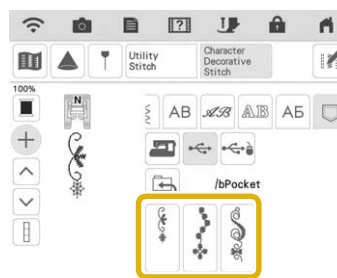 ?
Utility
Stitch
Character
Decorative
Stitch
100%
N
AB AB AB АБ
/bPocket